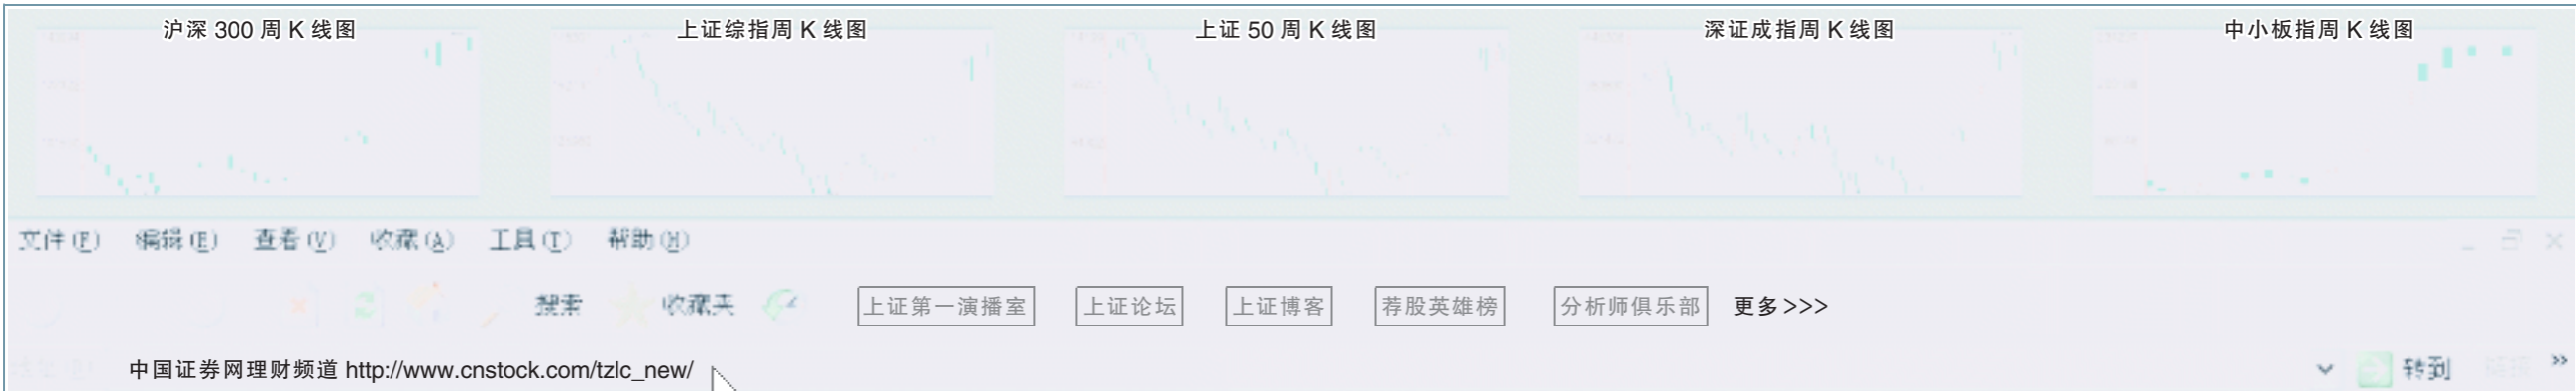 沪深 300 周 K 线图 上证综指周 K 线图 上证 50 周 K 线图 深证成指周 K 线图 中小板指周 K 线图
文件(F) 编辑(E) 查看(V) 收藏(A) 工具(T) 帮助(H)
搜索 收藏夹 上证第一演播室 上证论坛 上证博客 荐股英雄榜 分析师俱乐部 更多>>>
中国证券网理财频道 http://www.cnstock.com/tzlc_new/ 转到 »